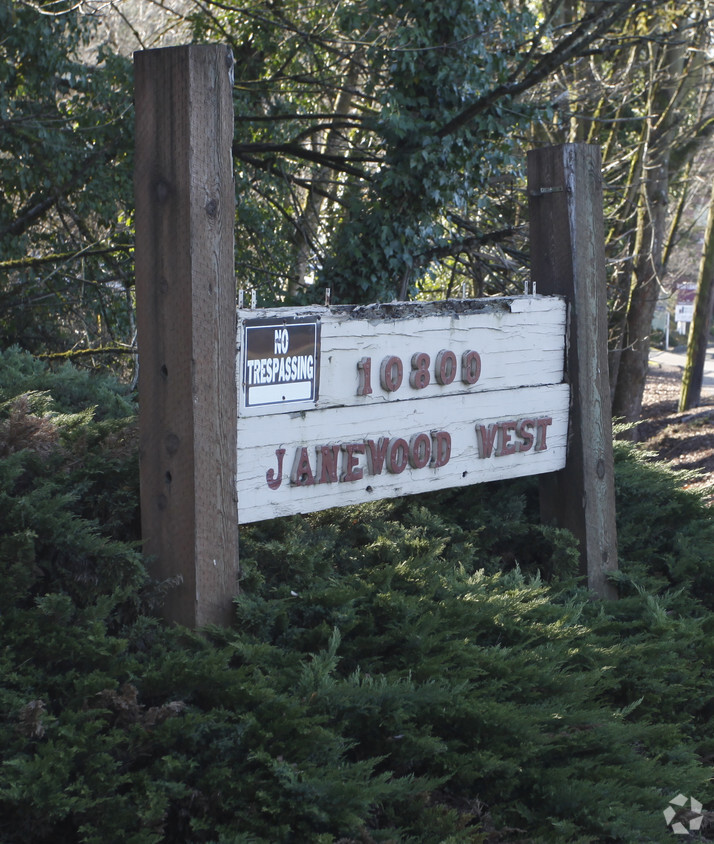 NO
TRESPASSING
10800
JANEWOOD WEST